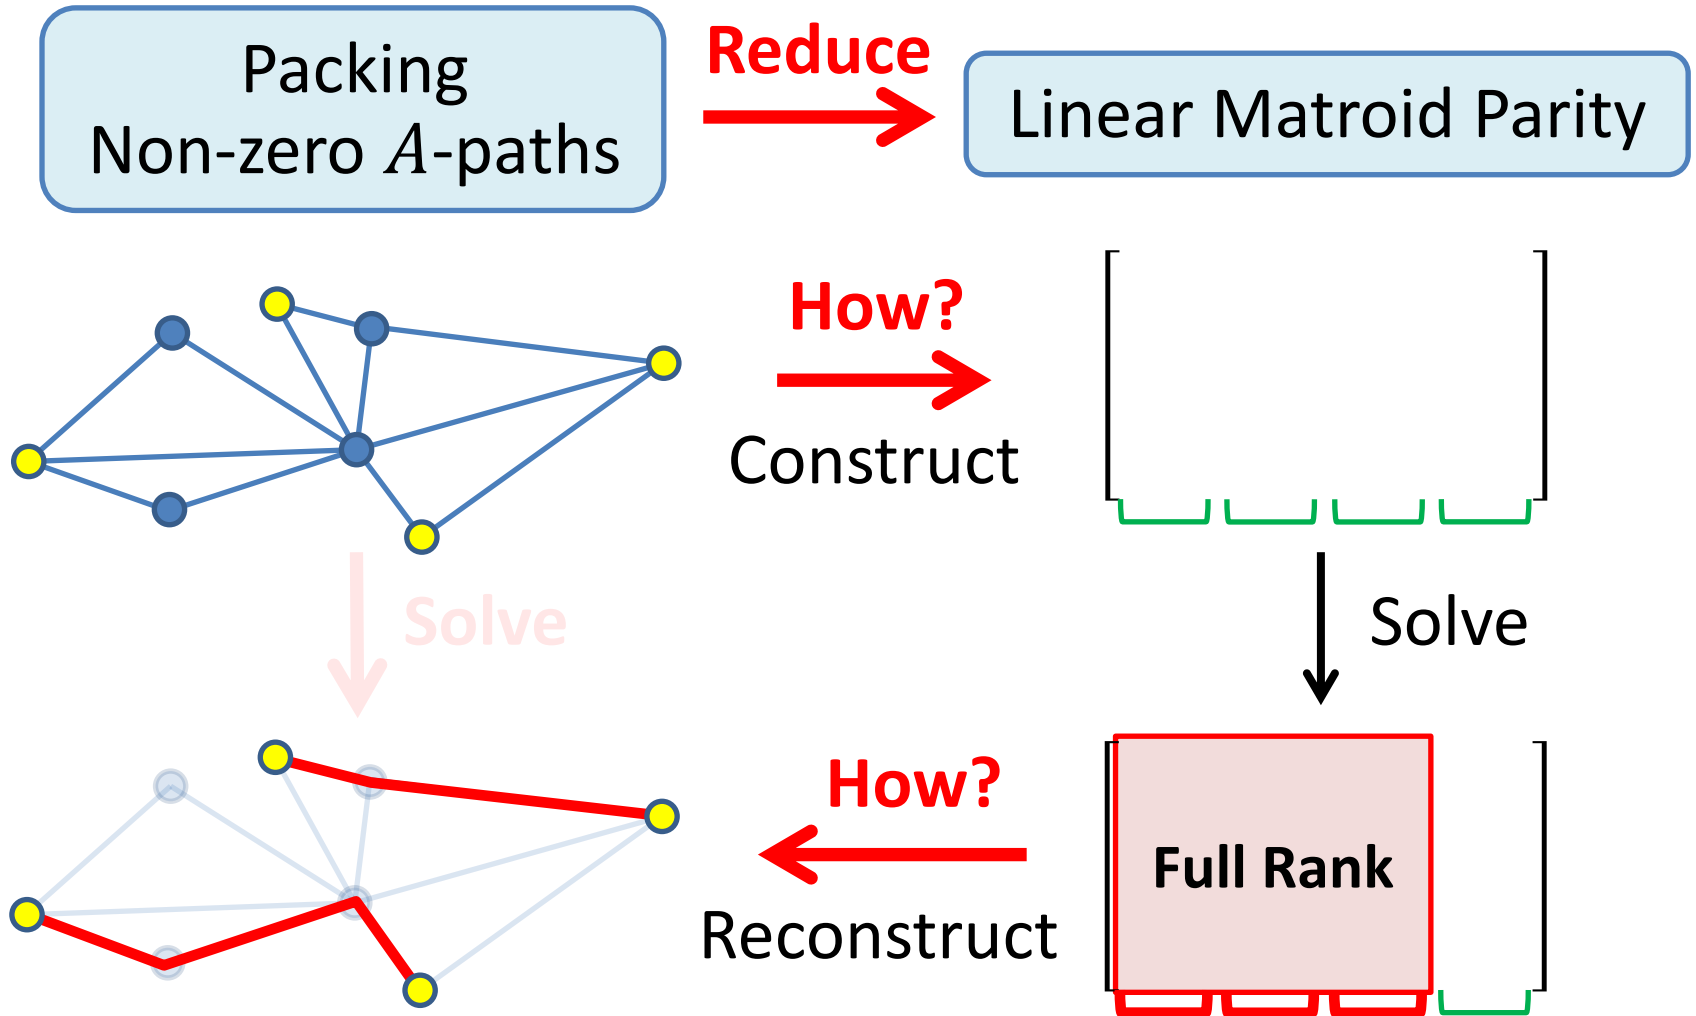 Packing
Non-zero A-paths
Reduce
Linear Matroid Parity
How?
Construct
Solve
Solve
How?
Reconstruct
Full Rank